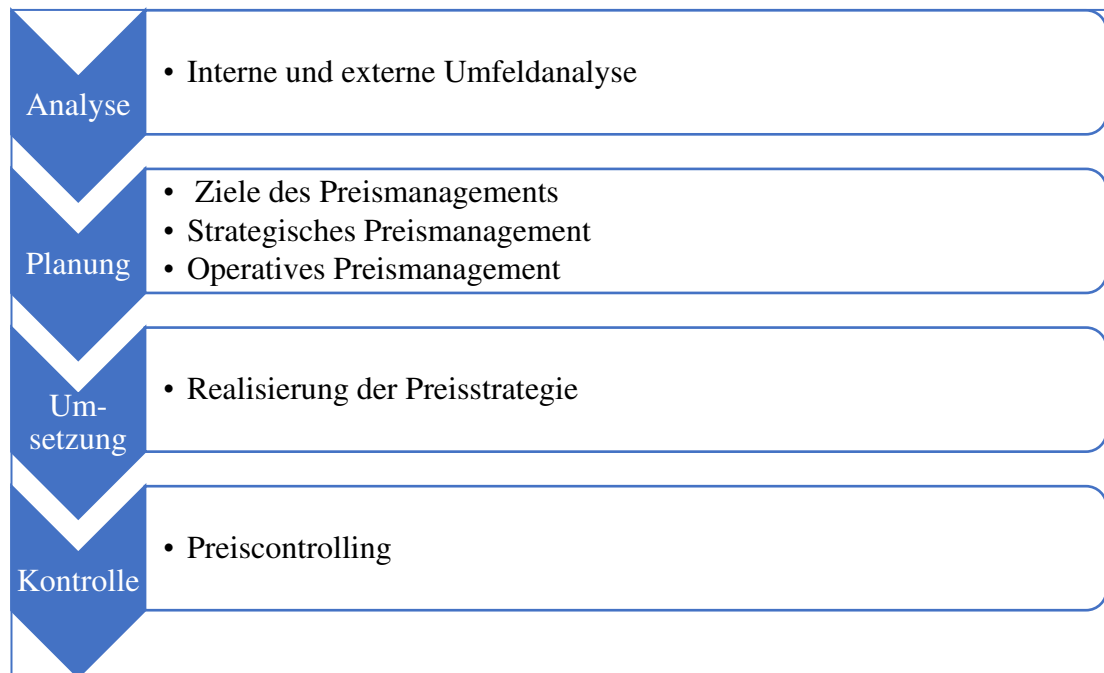 Analyse
• Interne und externe Umfeldanalyse
Planung
• Ziele des Preismanagements
• Strategisches Preismanagement
• Operatives Preismanagement
Um-
setzung
• Realisierung der Preisstrategie
Kontrolle
• Preiscontrolling